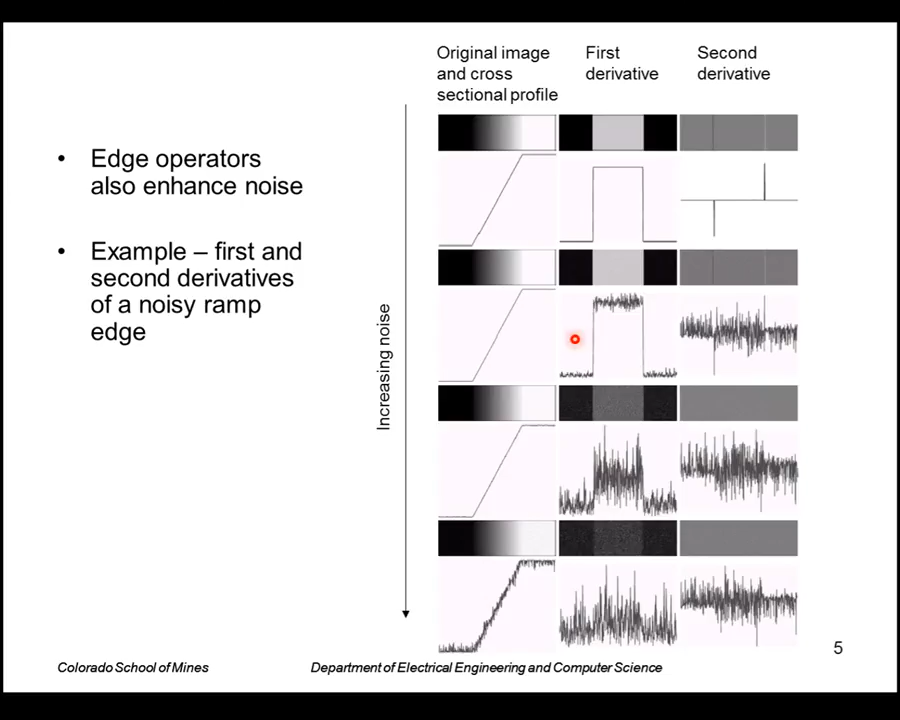 Original image
and cross
sectional profile
First
derivative
Second
derivative
• Edge operators
also enhance noise
• Example – first and
second derivatives
of a noisy ramp
edge
Increasing noise
5
Colorado School of Mines
Department of Electrical Engineering and Computer Science